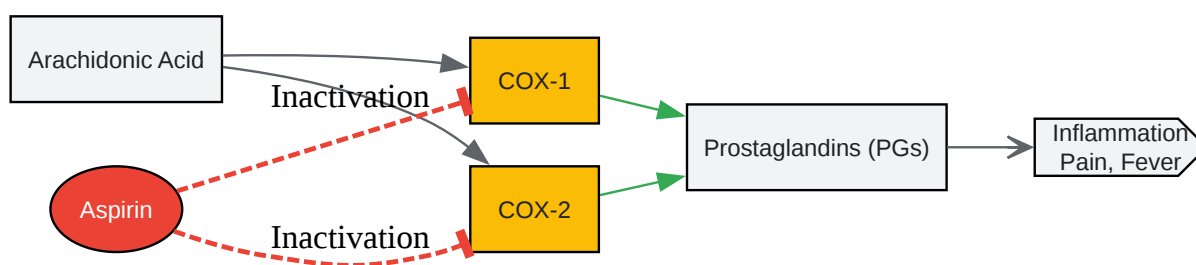 Arachidonic Acid
Inactivation
COX-1
Prostaglandins (PGs)
Inflammation
Pain, Fever
Aspirin
Inactivation
COX-2